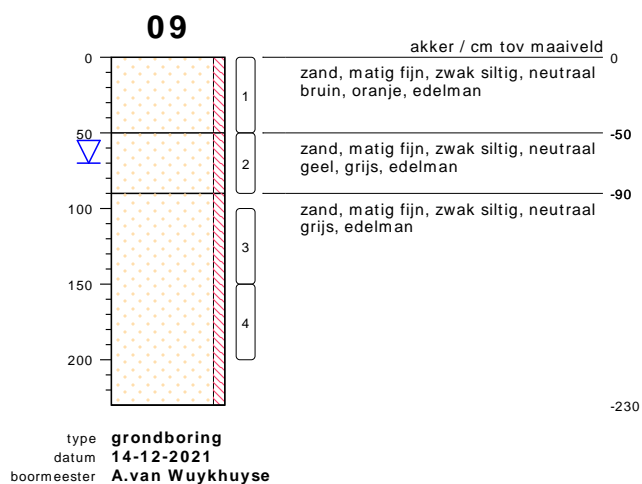 09
akker / cm tov maaiveld
0
0
zand, matig fijn, zwak siltig, neutraal
bruin, oranje, edelman
1
50
-50
zand, matig fijn, zwak siltig, neutraal
geel, grijs, edelman
2
-90
zand, matig fijn, zwak siltig, neutraal
grijs, edelman
100
3
150
4
200
-230
type grondboring
datum 14-12-2021
boormeester A.van Wuykhuyse